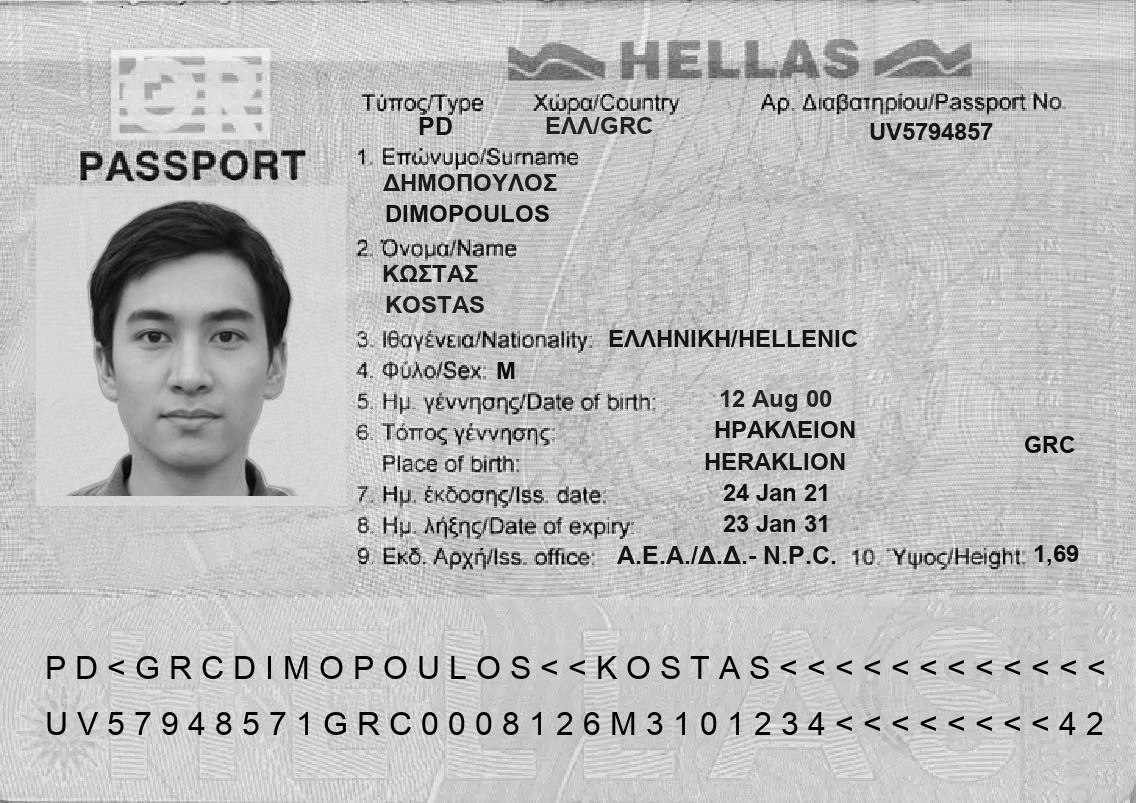 HELLAS
GR
PASSPORT
Τύπος/Type Χώρα/Country Αρ. Διαβατηρίου/Passport No.
PD ΕΛΛ/GRC UV5794857
1. Επώνυμο/Surname
ΔΗΜΟΠΟΥΛΟΣ
DIMOPOULOS
2. Όνομα/Name
ΚΩΣΤΑΣ
KOSTAS
3. Ιθαγένεια/Nationality: ΕΛΛΗΝΙΚΗ/HELLENIC
4. Φύλο/Sex: M
5. Ημ. γέννησης/Date of birth: 12 Aug 00
6. Τόπος γέννησης: ΗΡΑΚΛΕΙΟΝ
Place of birth: HERAKLION GRC
7. Ημ. έκδοσης/Iss. date: 24 Jan 21
8. Ημ. λήξης/Date of expiry: 23 Jan 31
9 Εκδ. Αρχή/Iss. office: Α.Ε.Α./Δ.Δ.- N.P.C. 10. Ύψος/Height: 1,69
HELLAS
PD<GRCDIMOPOULOS<<KOSTAS<<<<<<<<<<<<
UV57948571GRC0008126M3101234<<<<<<<<42